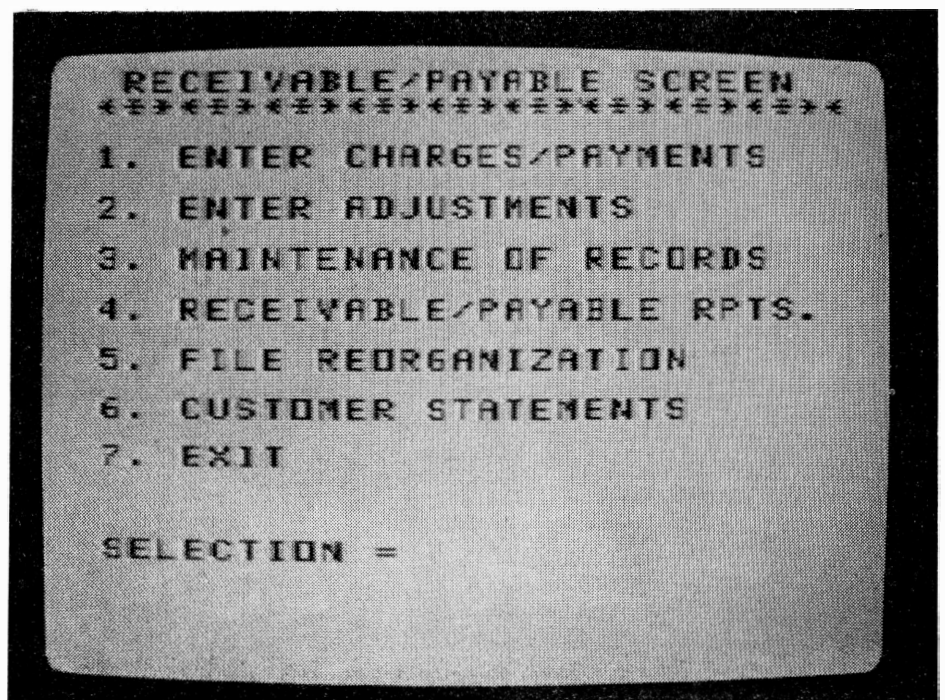 RECEIVABLE/PAYABLE SCREEN
1. ENTER CHARGES/PAYMENTS
2. ENTER ADJUSTMENTS
3. MAINTENANCE OF RECORDS
4. RECEIVABLE/PAYABLE RPTS.
5. FILE REORGANIZATION
6. CUSTOMER STATEMENTS
7. EXIT
SELECTION =